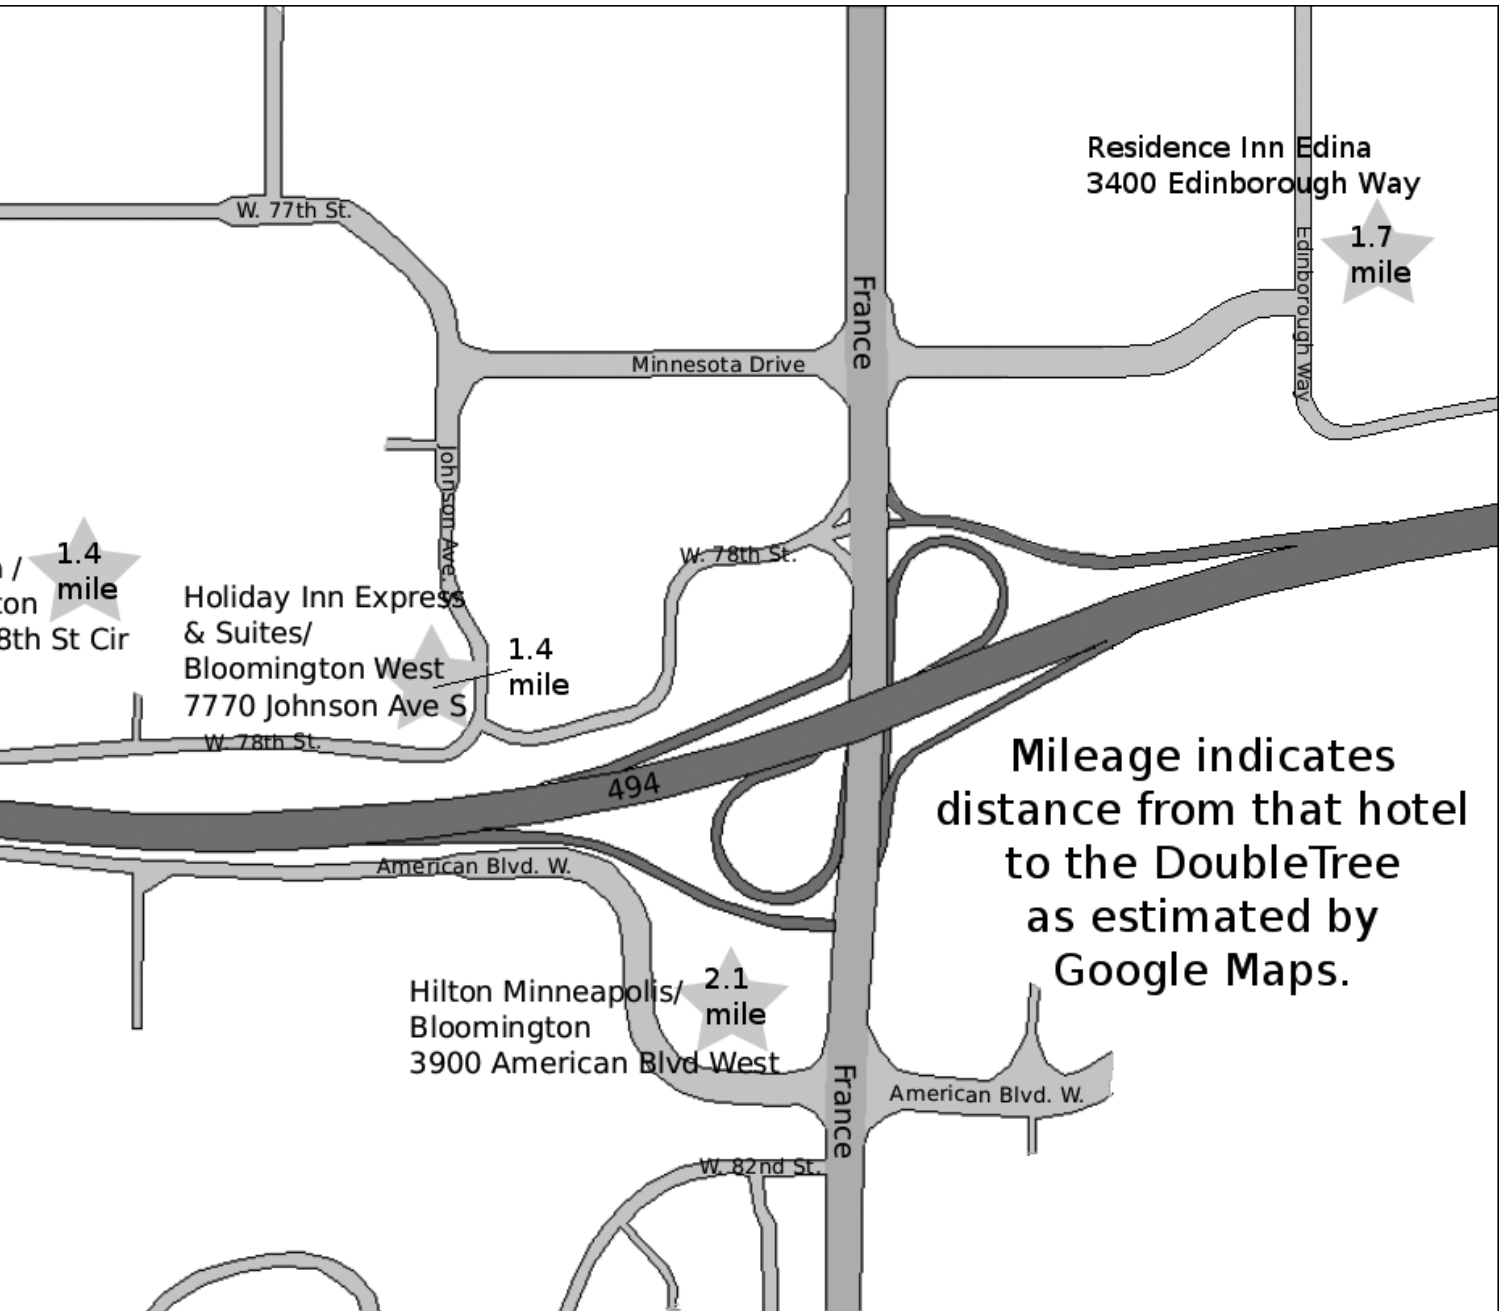 Residence Inn Edina
3400 Edinborough Way
W. 77th St.
1.7
mile
Edinborough Way
France
Minnesota Drive
Johnson Ave.
W. 78th St.
1.4
mile
/
8th St Cir
Holiday Inn Express
& Suites/
Bloomington West
7770 Johnson Ave S
1.4
mile
W. 78th St.
494
Mileage indicates
distance from that hotel
to the DoubleTree
as estimated by
Google Maps.
American Blvd. W.
Hilton Minneapolis/
Bloomington
3900 American Blvd West
2.1
mile
France
American Blvd. W.
W. 82nd St.